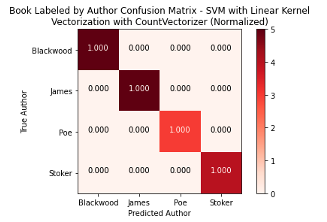 Book Labeled by Author Confusion Matrix - SVM with Linear Kernel
Vectorization with CountVectorizer (Normalized)
True Author
Blackwood 1.000 0.000 0.000 0.000
James 0.000 1.000 0.000 0.000
Poe 0.000 0.000 1.000 0.000
Stoker 0.000 0.000 0.000 1.000
Blackwood James Poe Stoker
Predicted Author
5
4
3
2
1
0